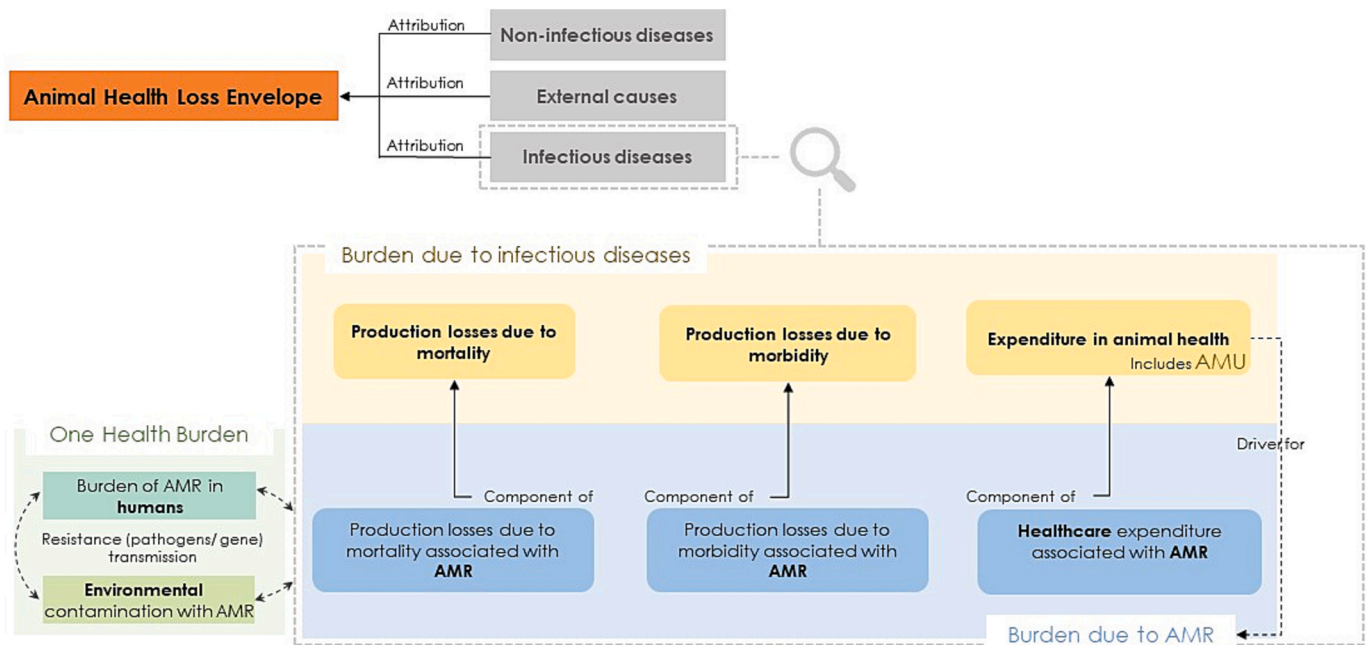 Attribution
Non-infectious diseases
Animal Health Loss Envelope
Attribution
External causes
Attribution
Infectious diseases
Burden due to infectious diseases
Production losses due to
mortality
Production losses due to
morbidity
Expenditure in animal health
Includes AMU
One Health Burden
Driver for
Burden of AMR in
humans
Resistance (pathogens/ gene)
transmission
Environmental
contamination with AMR
Component of
Component of
Component of
Production losses due to
mortality associated with
AMR
Production losses due to
morbidity associated with
AMR
Healthcare expenditure
associated with AMR
Burden due to AMR